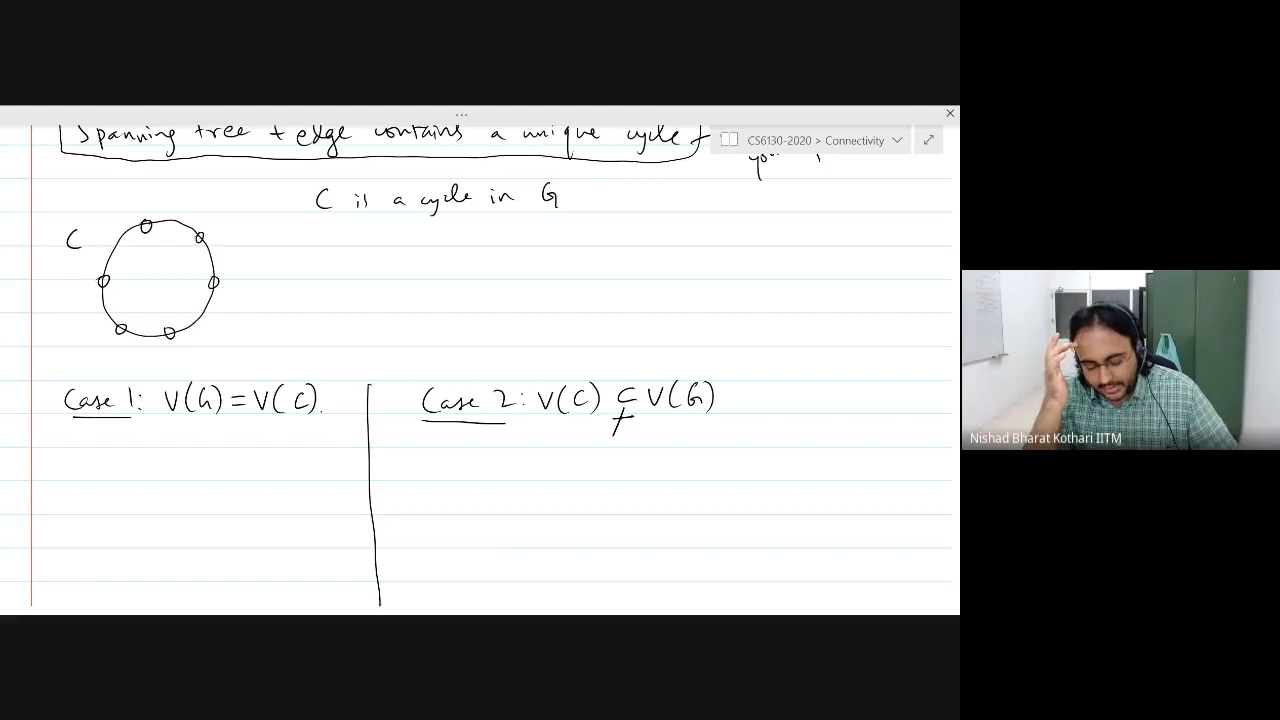 Spanning tree + edge contains a unique cycle
CS6130-2020 > Connectivity
C is a cycle in G
C
Case 1: V(G) = V(C).
Case 2: V(C) ⊊ V(G)
Nishad Bharat Kothari IITM